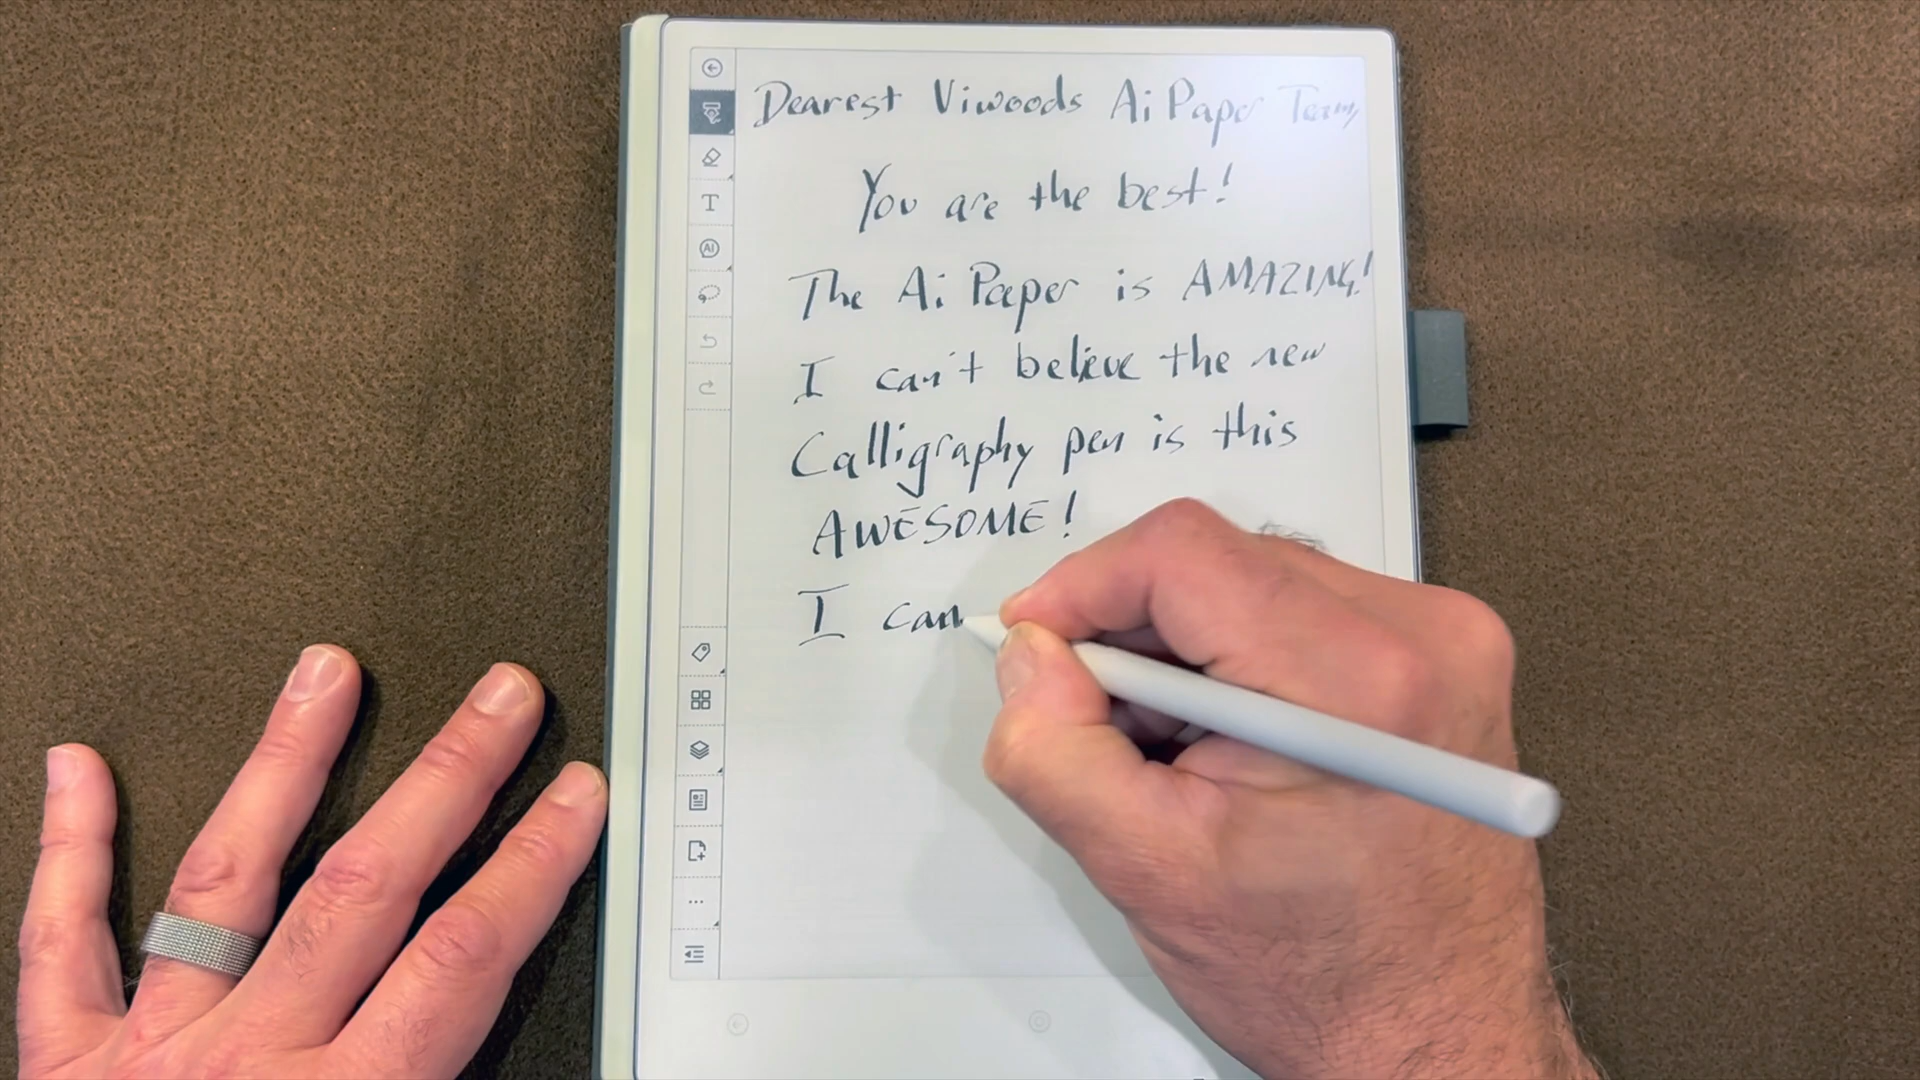 Dearest Viwoods Ai Paper Team,
You are the best!
The Ai Paper is AMAZING!
I can't believe the new
Calligraphy pen is this
AWESOME!
I can
T
AI